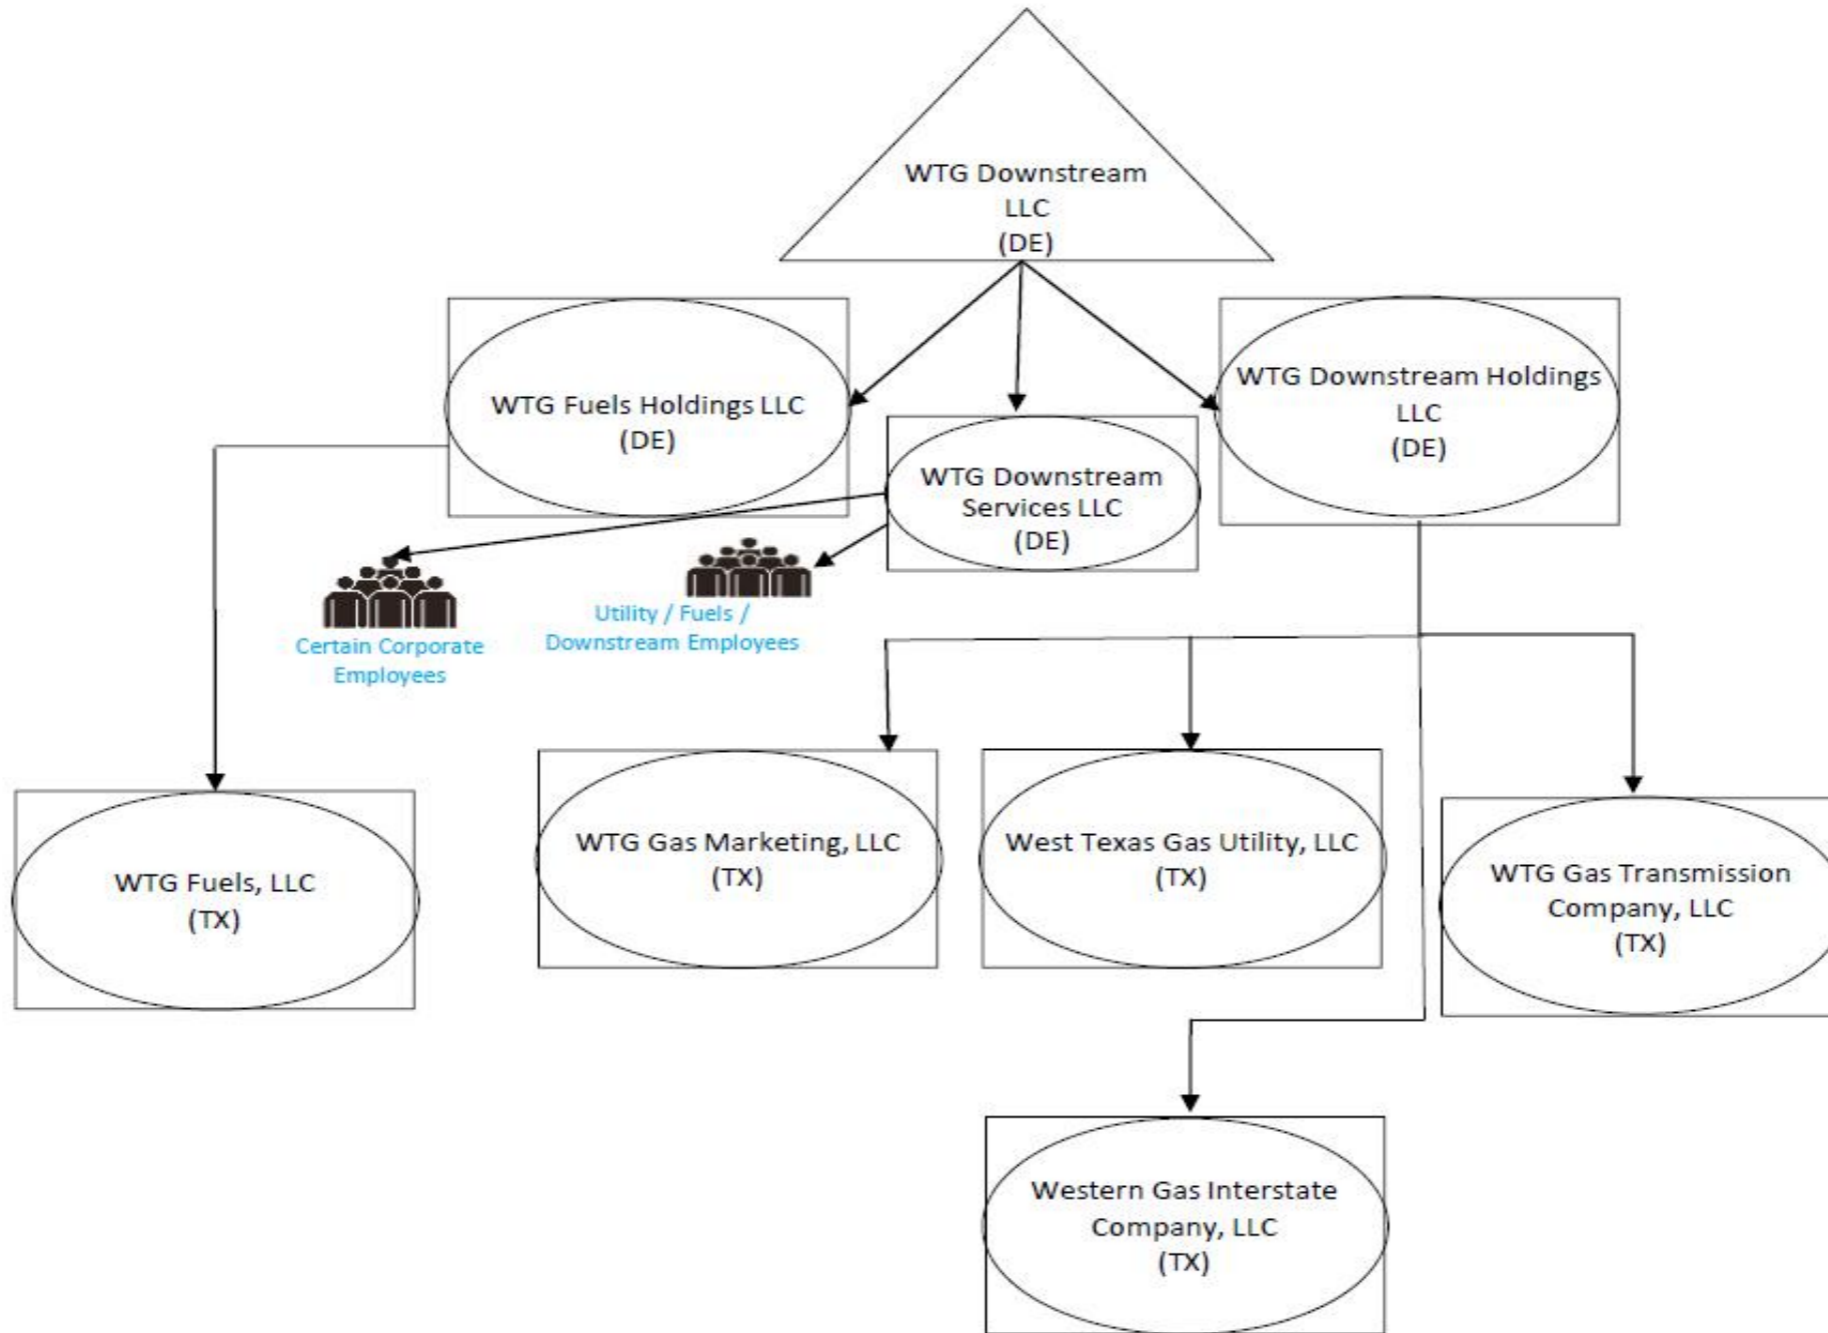 WTG Downstream
LLC
(DE)
WTG Fuels Holdings LLC
(DE)
WTG Downstream
Services LLC
(DE)
WTG Downstream Holdings
LLC
(DE)
Certain Corporate
Employees
Utility / Fuels /
Downstream Employees
WTG Fuels, LLC
(TX)
WTG Gas Marketing, LLC
(TX)
West Texas Gas Utility, LLC
(TX)
WTG Gas Transmission
Company, LLC
(TX)
Western Gas Interstate
Company, LLC
(TX)